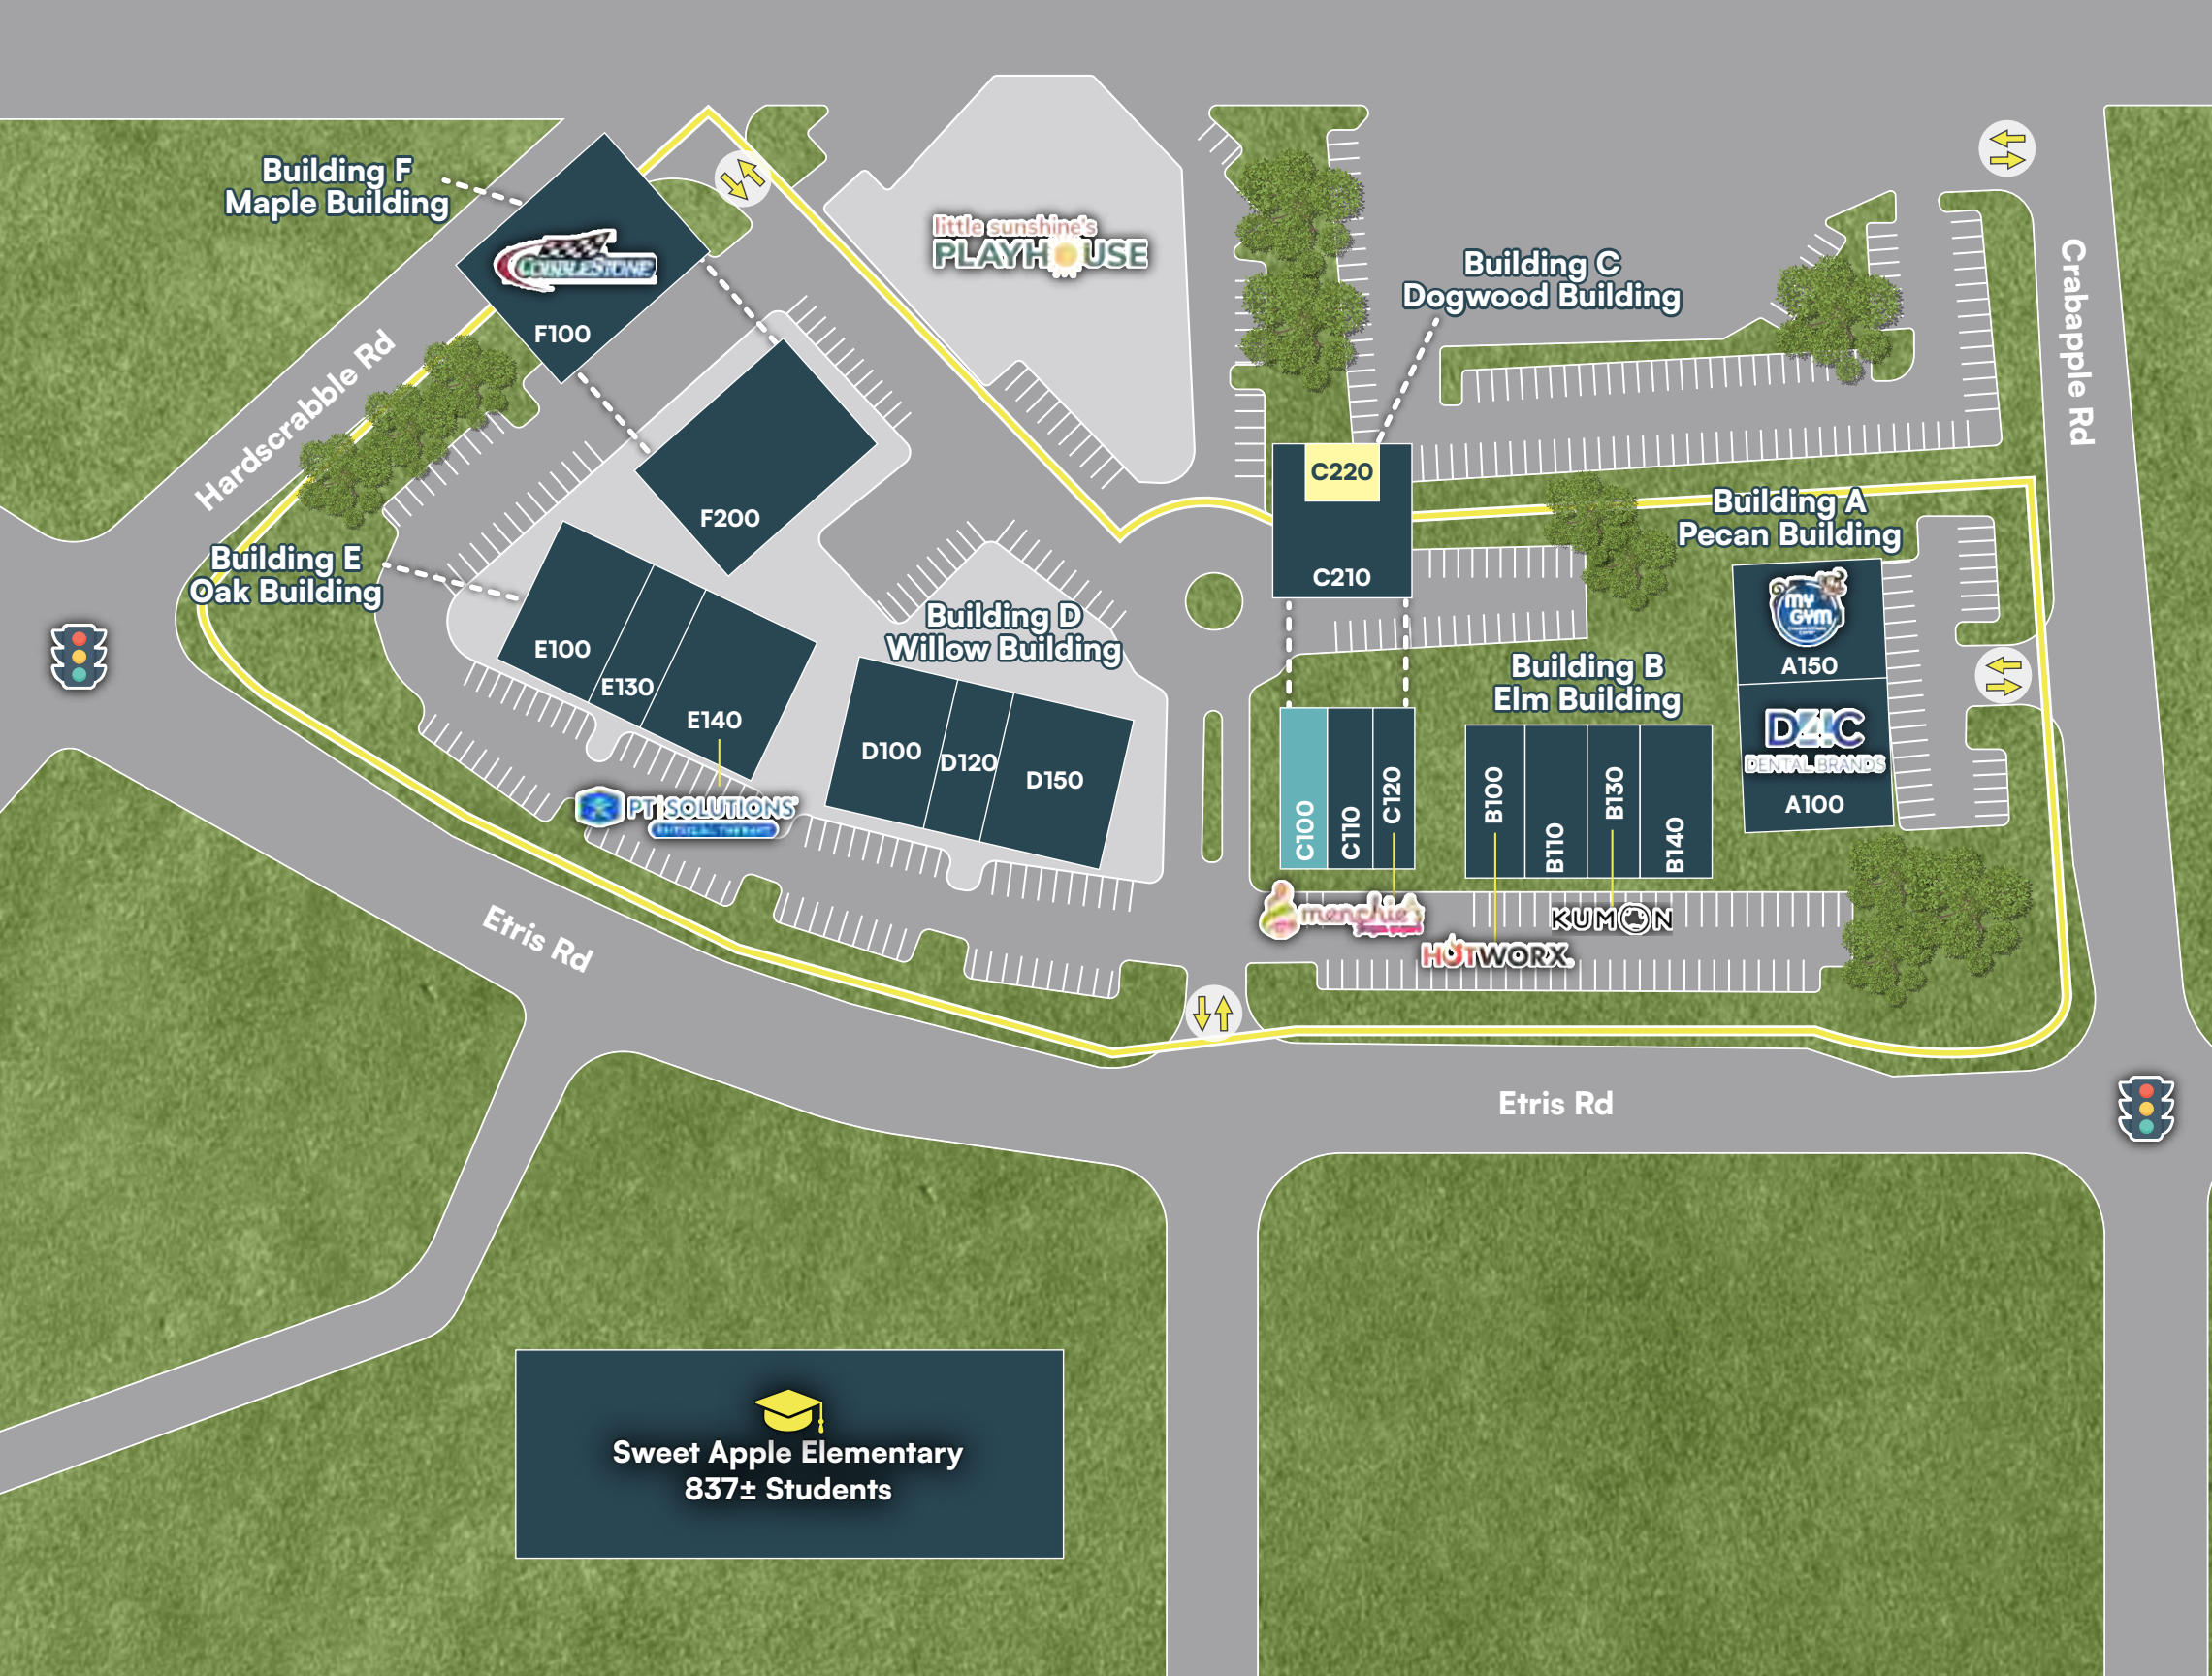 Building F
Maple Building
COBBLESTONE
F100
little sunshine's
PLAYHOUSE
Building C
Dogwood Building
Crabapple Rd
Hardscrabble Rd
C220
C210
F200
Building A
Pecan Building
Building E
Oak Building
my
GYM
A150
Building D
Willow Building
Building B
Elm Building
E100
E130
E140
D4C
DENTAL BRANDS
A100
D100
D120
D150
C100
C110
C120
B100
B110
B130
B140
PT SOLUTIONS
PHYSICAL THERAPY
menchie's
KUMON
HOTWORX
Etris Rd
Etris Rd
Sweet Apple Elementary
837± Students